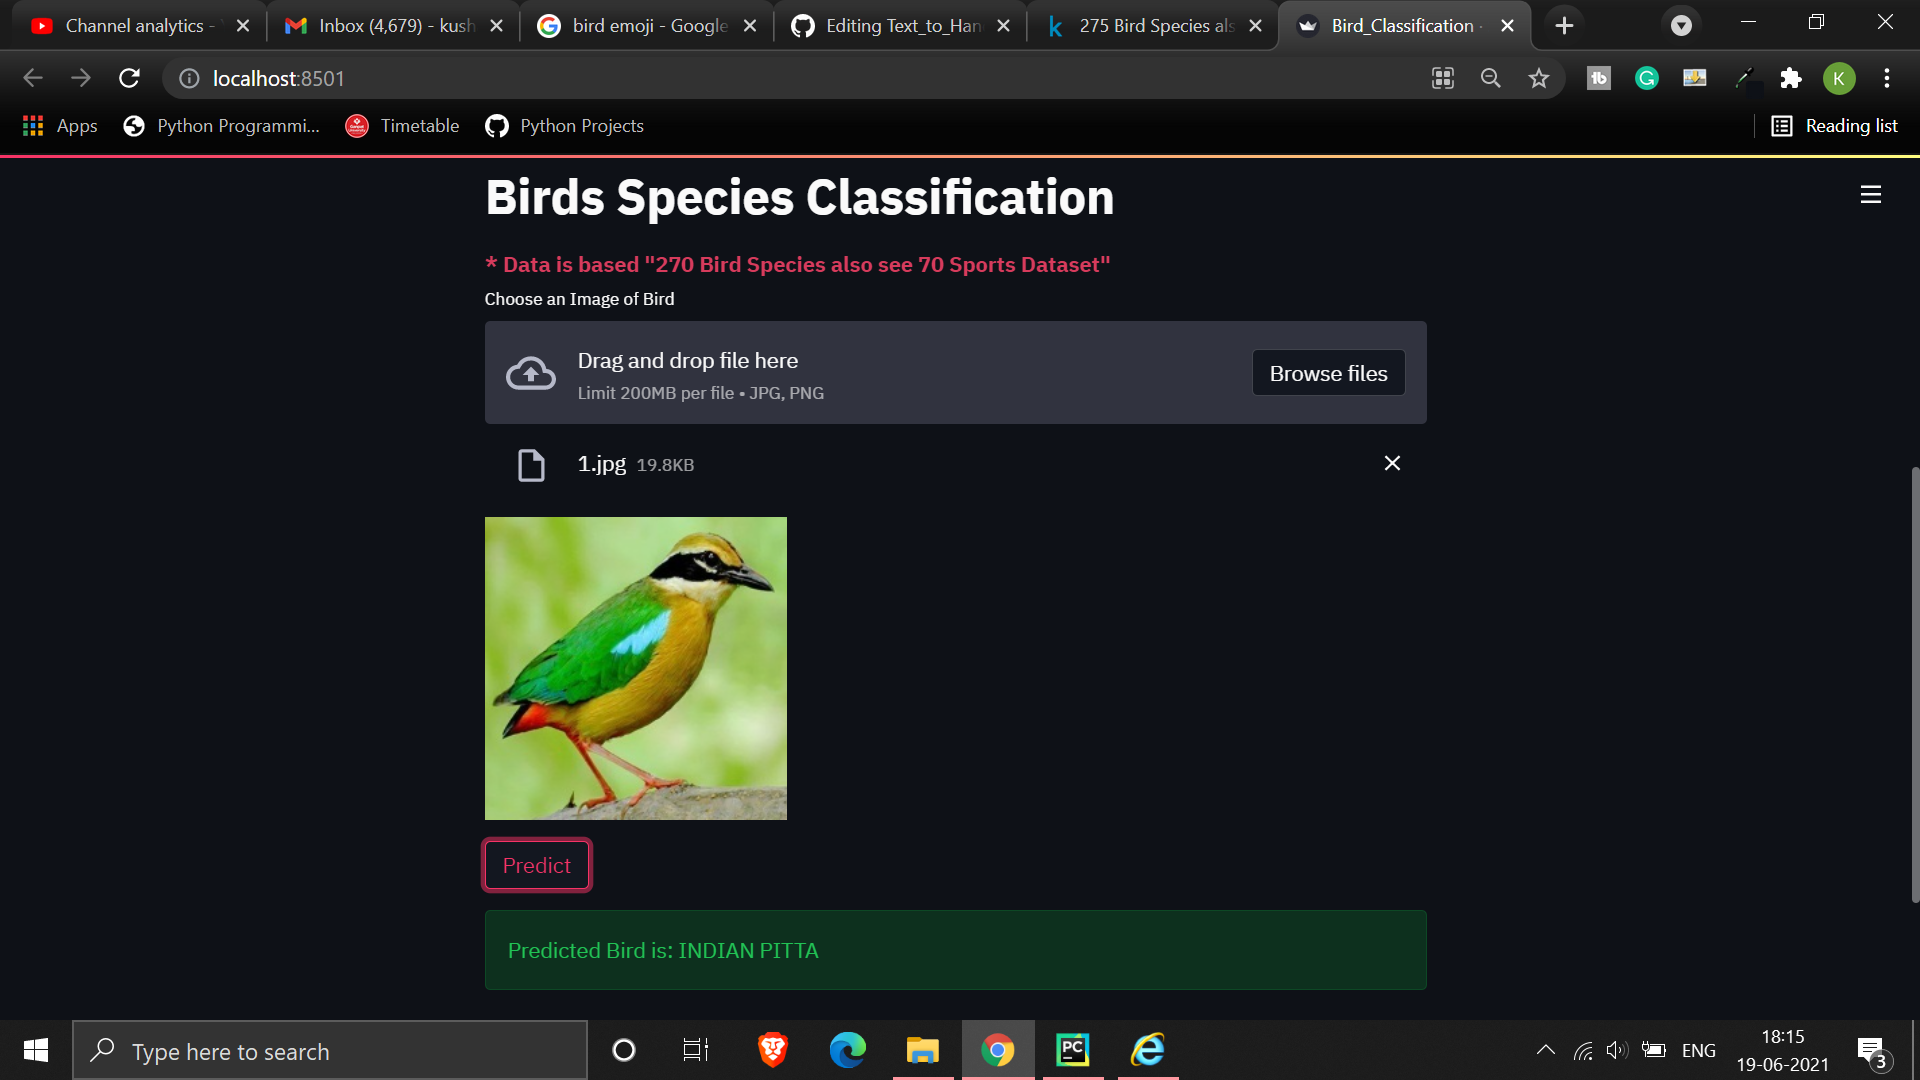 Channel analytics -
Inbox (4,679) - kush
bird emoji - Google
Editing Text_to_Han
275 Bird Species als
Bird_Classification ·
localhost:8501
K
Apps
Python Programmi...
Timetable
Python Projects
Reading list
Birds Species Classification
* Data is based "270 Bird Species also see 70 Sports Dataset"
Choose an Image of Bird
Drag and drop file here
Limit 200MB per file • JPG, PNG
Browse files
1.jpg 19.8KB
Predict
Predicted Bird is: INDIAN PITTA
Type here to search
PC
ENG
18:15
19-06-2021
3